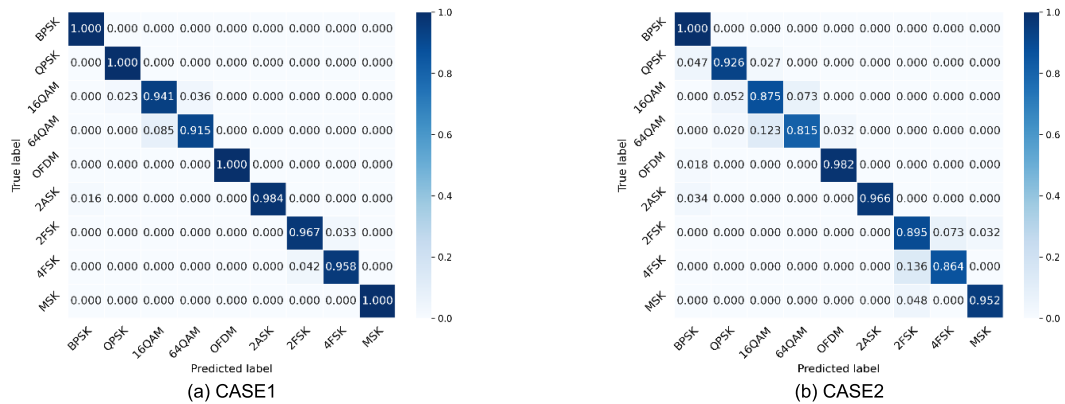 BPSK 1.000 0.000 0.000 0.000 0.000 0.000 0.000 0.000 0.000
QPSK 0.000 1.000 0.000 0.000 0.000 0.000 0.000 0.000 0.000
16QAM 0.000 0.023 0.941 0.036 0.000 0.000 0.000 0.000 0.000
64QAM 0.000 0.000 0.085 0.915 0.000 0.000 0.000 0.000 0.000
OFDM 0.000 0.000 0.000 0.000 1.000 0.000 0.000 0.000 0.000
2ASK 0.016 0.000 0.000 0.000 0.000 0.984 0.000 0.000 0.000
2FSK 0.000 0.000 0.000 0.000 0.000 0.000 0.967 0.033 0.000
4FSK 0.000 0.000 0.000 0.000 0.000 0.000 0.042 0.958 0.000
MSK 0.000 0.000 0.000 0.000 0.000 0.000 0.000 0.000 1.000
BPSK QPSK 16QAM 64QAM OFDM 2ASK 2FSK 4FSK MSK
True label
Predicted label
1.0
0.8
0.6
0.4
0.2
0.0
(a) CASE1
BPSK 1.000 0.000 0.000 0.000 0.000 0.000 0.000 0.000 0.000
QPSK 0.047 0.926 0.027 0.000 0.000 0.000 0.000 0.000 0.000
16QAM 0.000 0.052 0.875 0.073 0.000 0.000 0.000 0.000 0.000
64QAM 0.000 0.020 0.123 0.815 0.032 0.000 0.000 0.000 0.000
OFDM 0.018 0.000 0.000 0.000 0.982 0.000 0.000 0.000 0.000
2ASK 0.034 0.000 0.000 0.000 0.000 0.966 0.000 0.000 0.000
2FSK 0.000 0.000 0.000 0.000 0.000 0.000 0.895 0.073 0.032
4FSK 0.000 0.000 0.000 0.000 0.000 0.000 0.136 0.864 0.000
MSK 0.000 0.000 0.000 0.000 0.000 0.000 0.048 0.000 0.952
BPSK QPSK 16QAM 64QAM OFDM 2ASK 2FSK 4FSK MSK
True label
Predicted label
1.0
0.8
0.6
0.4
0.2
0.0
(b) CASE2